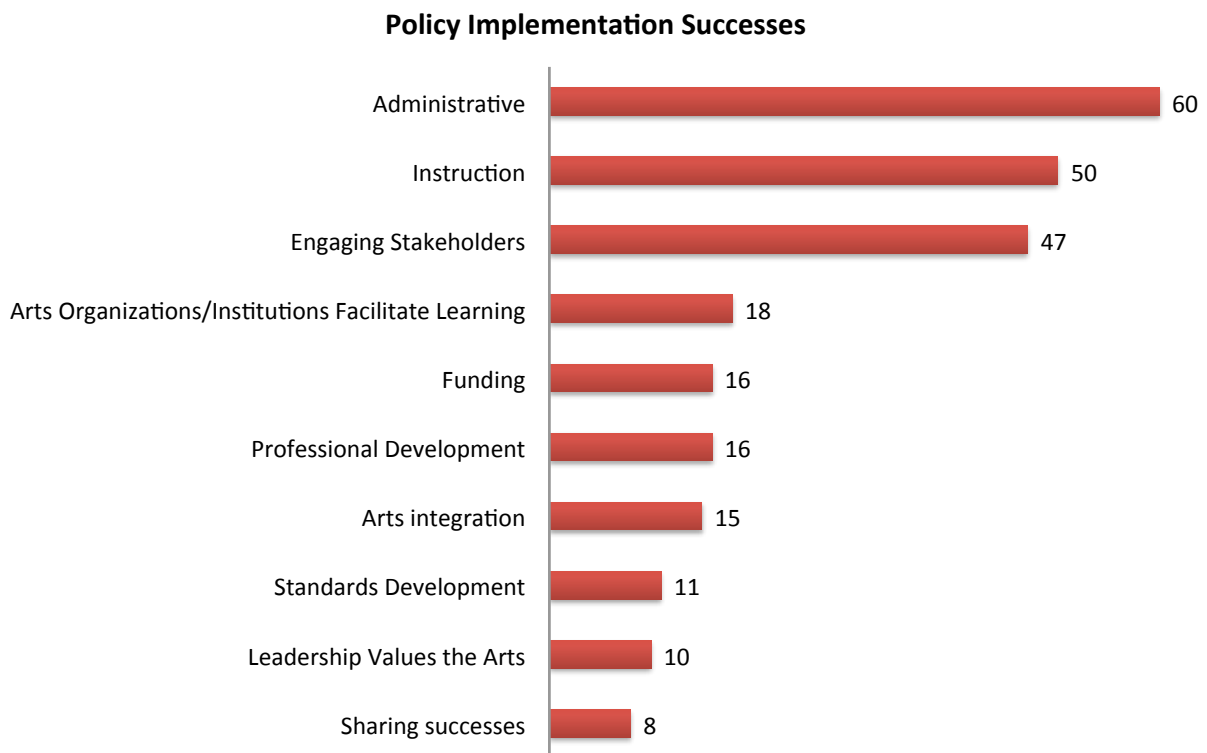 Policy Implementation Successes
Administrative 60
Instruction 50
Engaging Stakeholders 47
Arts Organizations/Institutions Facilitate Learning 18
Funding 16
Professional Development 16
Arts integration 15
Standards Development 11
Leadership Values the Arts 10
Sharing successes 8